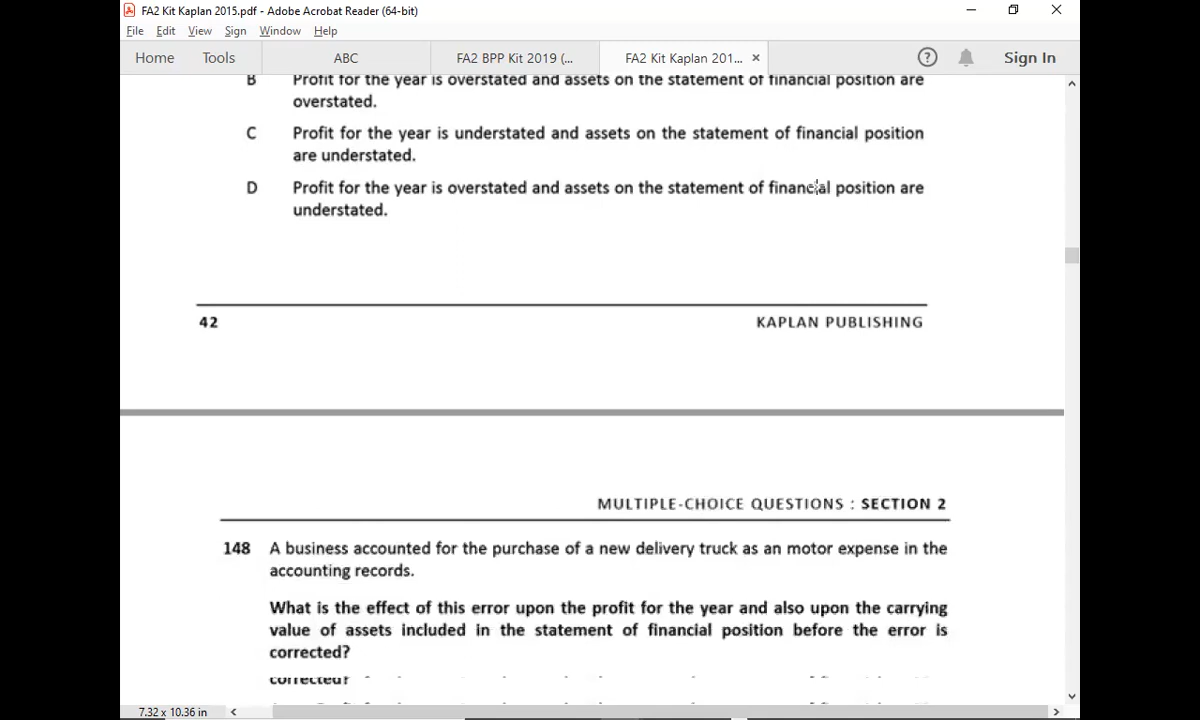 FA2 Kit Kaplan 2015.pdf - Adobe Acrobat Reader (64-bit)
File Edit View Sign Window Help
Home Tools ABC FA2 BPP Kit 2019 (... FA2 Kit Kaplan 201... × ? Sign In
B Profit for the year is overstated and assets on the statement of financial position are
overstated.
C Profit for the year is understated and assets on the statement of financial position
are understated.
D Profit for the year is overstated and assets on the statement of financial position are
understated.
42 KAPLAN PUBLISHING
MULTIPLE-CHOICE QUESTIONS : SECTION 2
148 A business accounted for the purchase of a new delivery truck as an motor expense in the
accounting records.
What is the effect of this error upon the profit for the year and also upon the carrying
value of assets included in the statement of financial position before the error is
corrected?
corrected?
7.32 x 10.36 in